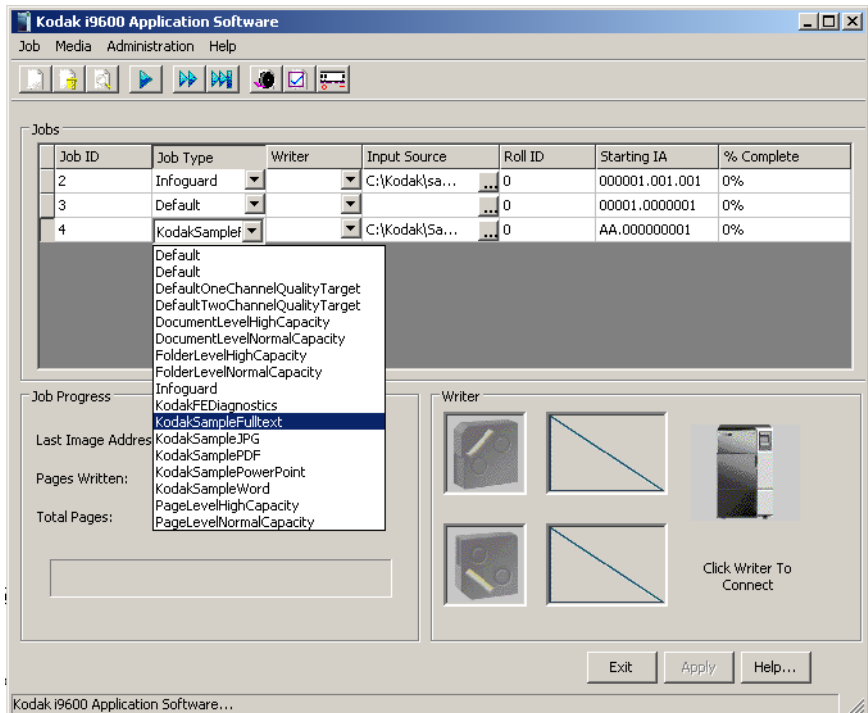 Kodak i9600 Application Software
Job Media Administration Help
Jobs
Job ID Job Type Writer Input Source Roll ID Starting IA % Complete
2 Infoguard C:\Kodak\sa... ... 0 000001.001.001 0%
3 Default ... 0 00001.0000001 0%
4 KodakSampleF C:\Kodak\Sa... ... 0 AA.000000001 0%
Default
Default
DefaultOneChannelQualityTarget
DefaultTwoChannelQualityTarget
DocumentLevelHighCapacity
DocumentLevelNormalCapacity
FolderLevelHighCapacity
FolderLevelNormalCapacity
Infoguard
KodakFEDiagnostics
KodakSampleFulltext
KodakSampleJPG
KodakSamplePDF
KodakSamplePowerPoint
KodakSampleWord
PageLevelHighCapacity
PageLevelNormalCapacity
Job Progress
Last Image Addres
Pages Written:
Total Pages:
Writer
Click Writer To
Connect
Exit Apply Help...
Kodak i9600 Application Software...